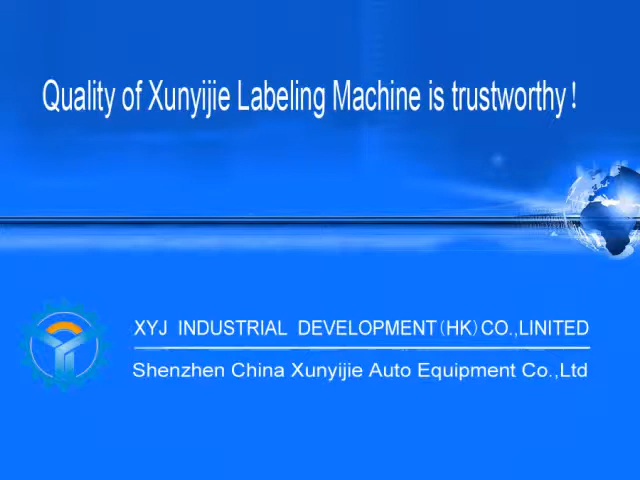 Quality of Xunyijie Labeling Machine is trustworthy!
XYJ INDUSTRIAL DEVELOPMENT(HK)CO.,LINITED
Shenzhen China Xunyijie Auto Equipment Co.,Ltd